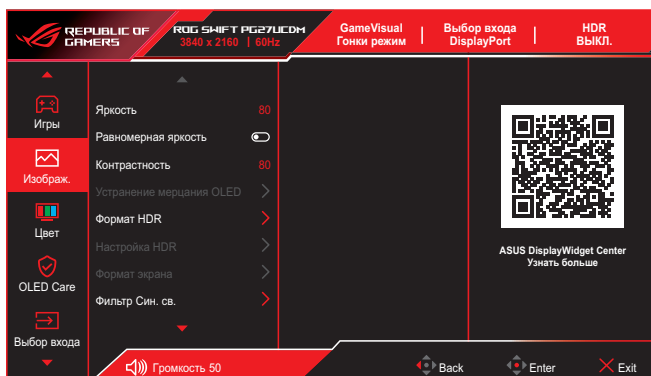 REPUBLIC OF
GAMERS
ROG SWIFT PG27UCDM
3840 x 2160 | 60Hz
GameVisual
Гонки режим
Выбор входа
DisplayPort
HDR
ВЫКЛ.
Игры
Изображ.
Цвет
OLED Care
Выбор входа
Яркость 80
Равномерная яркость
Контрастность 80
Устранение мерцания OLED
Формат HDR
Настройка HDR
Формат экрана
Фильтр Син. св.
ASUS DisplayWidget Center
Узнать больше
Громкость 50
Back
Enter
Exit